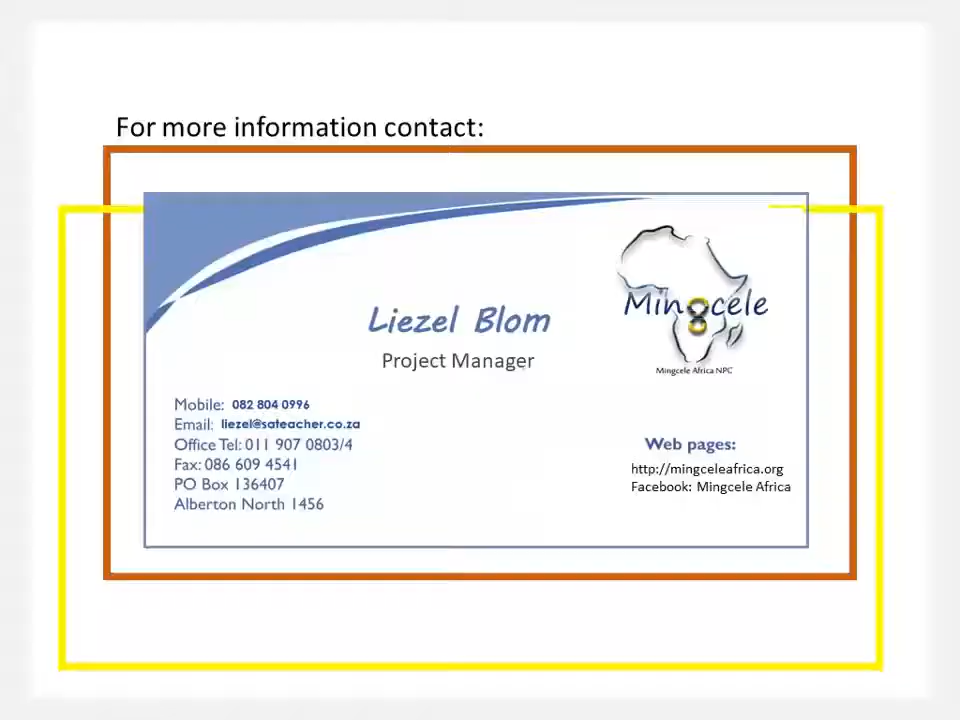 For more information contact:
Mingcele
Mingcele Africa NPC
Liezel Blom
Project Manager
Mobile: 082 804 0996
Email: liezel@sateacher.co.za
Office Tel: 011 907 0803/4
Fax: 086 609 4541
PO Box 136407
Alberton North 1456
Web pages:
http://mingceleafrica.org
Facebook: Mingcele Africa